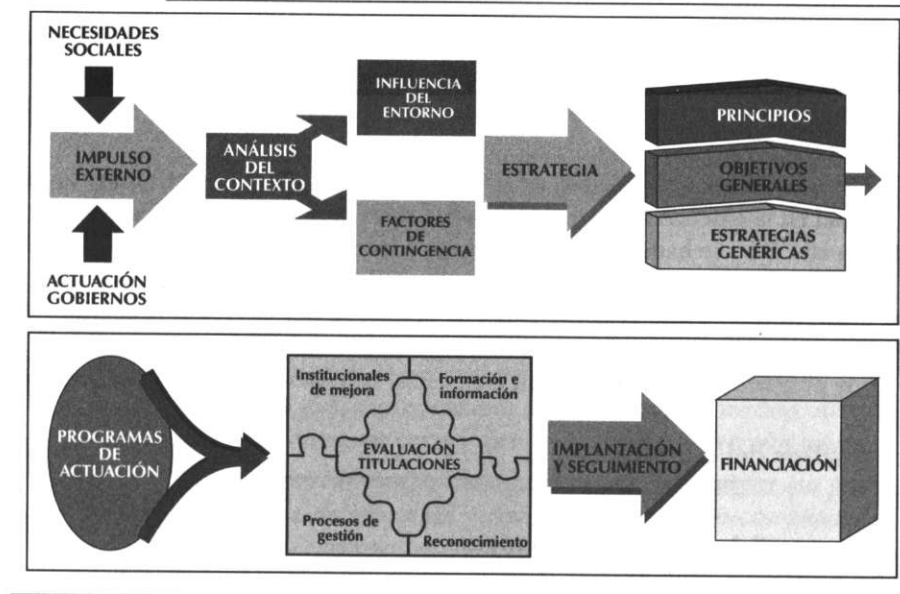 NECESIDADES
SOCIALES
IMPULSO
EXTERNO
ACTUACIÓN
GOBIERNOS
ANÁLISIS
DEL
CONTEXTO
INFLUENCIA
DEL
ENTORNO
FACTORES
DE
CONTINGENCIA
ESTRATEGIA
PRINCIPIOS
OBJETIVOS
GENERALES
ESTRATEGIAS
GENÉRICAS
PROGRAMAS
DE
ACTUACIÓN
Institucionales
de mejora
Formación e
información
EVALUACIÓN
TITULACIONES
Procesos de
gestión
Reconocimiento
IMPLANTACIÓN
Y SEGUIMIENTO
FINANCIACIÓN